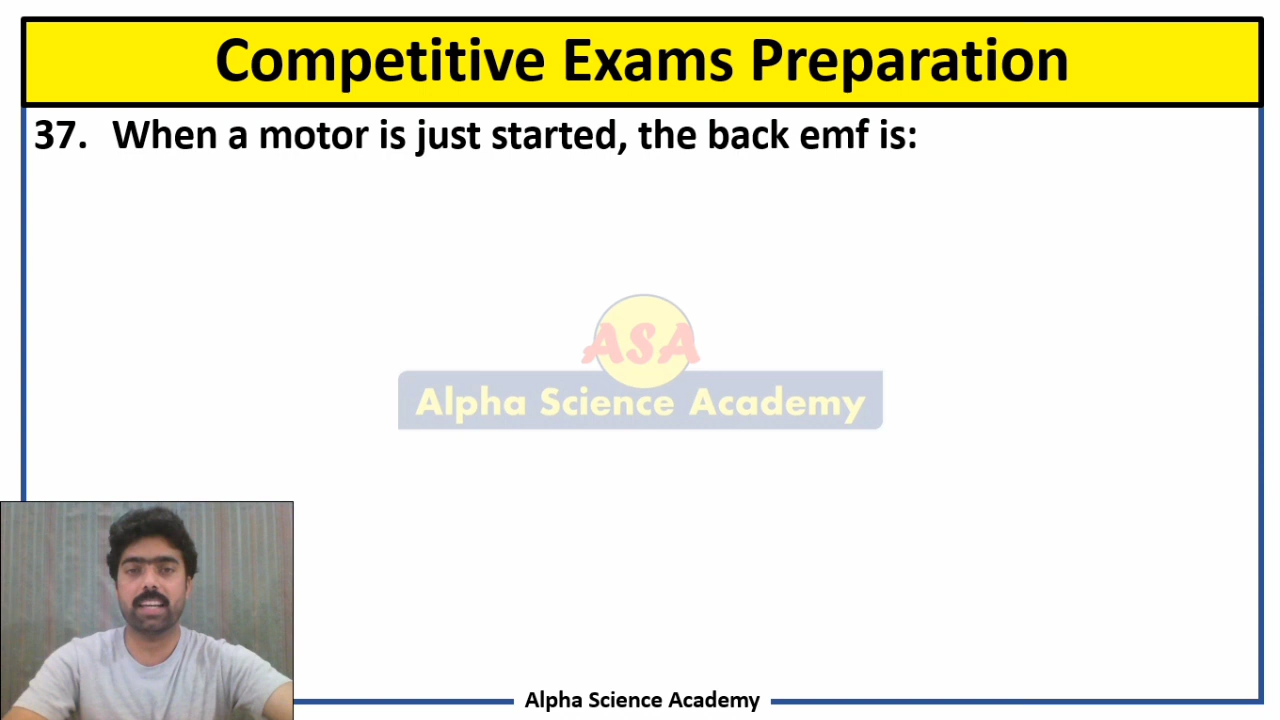 Competitive Exams Preparation
37. When a motor is just started, the back emf is:
ASA
Alpha Science Academy
Alpha Science Academy